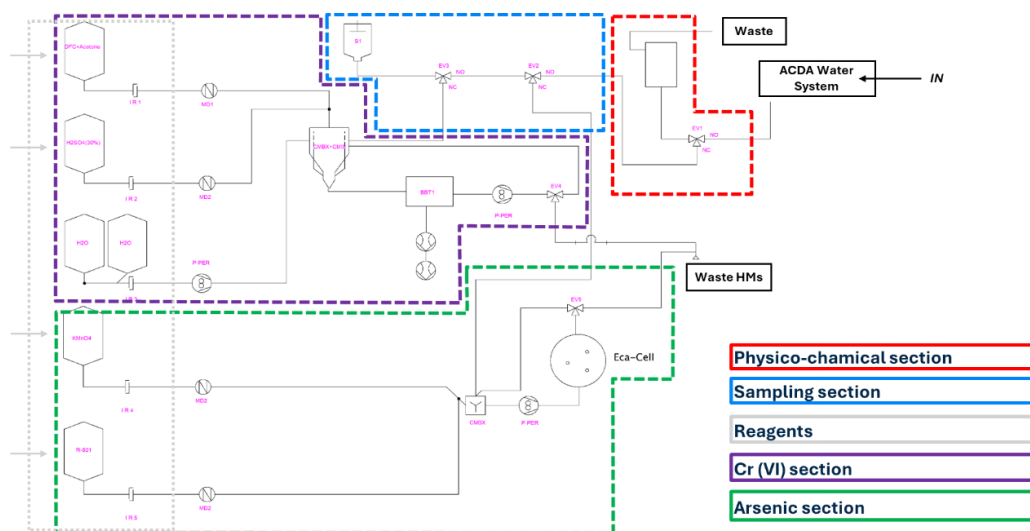 DPC+Acetone
I R 1
MD1
H2SO4(30%)
I R 2
MD2
H2O
H2O
P-PER
S1
EV3
NO
NC
EV2
NO
NC
Waste
ACDA Water
System
IN
EV1
NO
NC
BBT1
P-PER
EV4
Waste HMs
KMnO4
I R 4
MD3
R-B01
I R 5
MD2
CMBX
P-PER
EV5
Eca-Cell
Physico-chamical section
Sampling section
Reagents
Cr (VI) section
Arsenic section